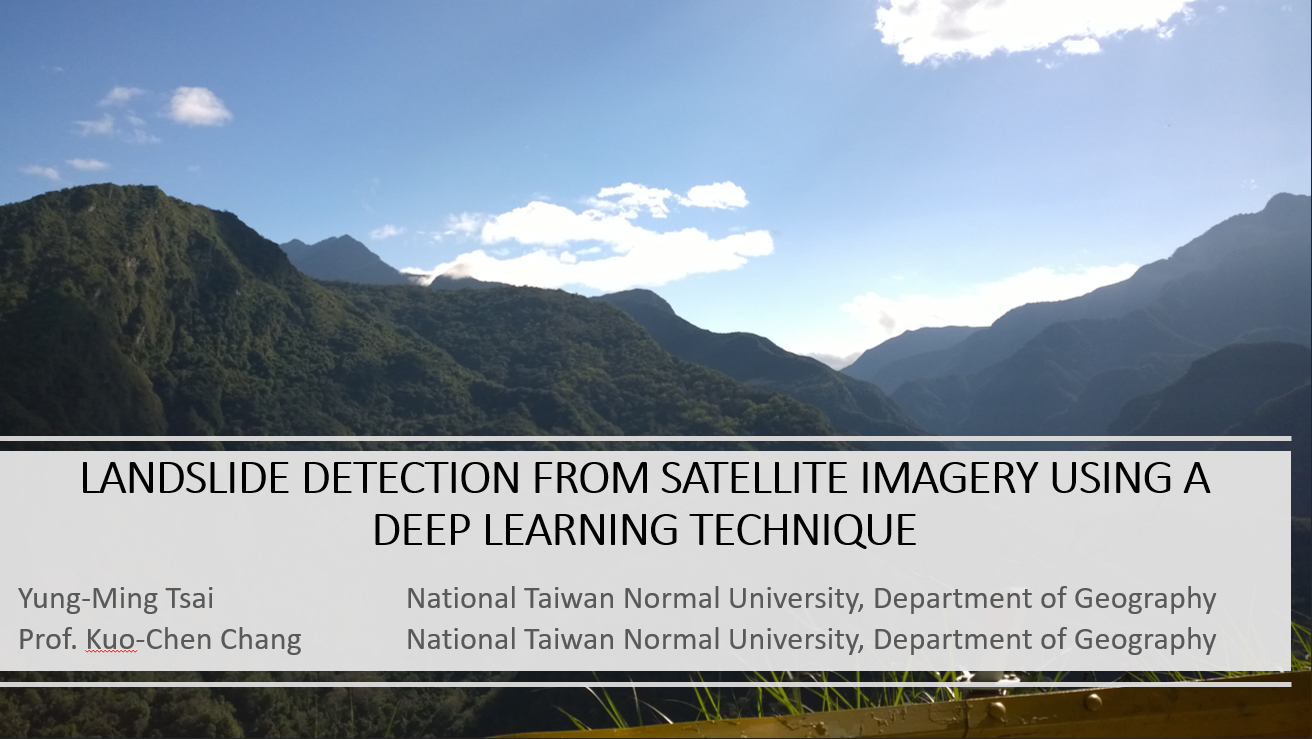 LANDSLIDE DETECTION FROM SATELLITE IMAGERY USING A
DEEP LEARNING TECHNIQUE
Yung-Ming Tsai National Taiwan Normal University, Department of Geography
Prof. Kuo-Chen Chang National Taiwan Normal University, Department of Geography